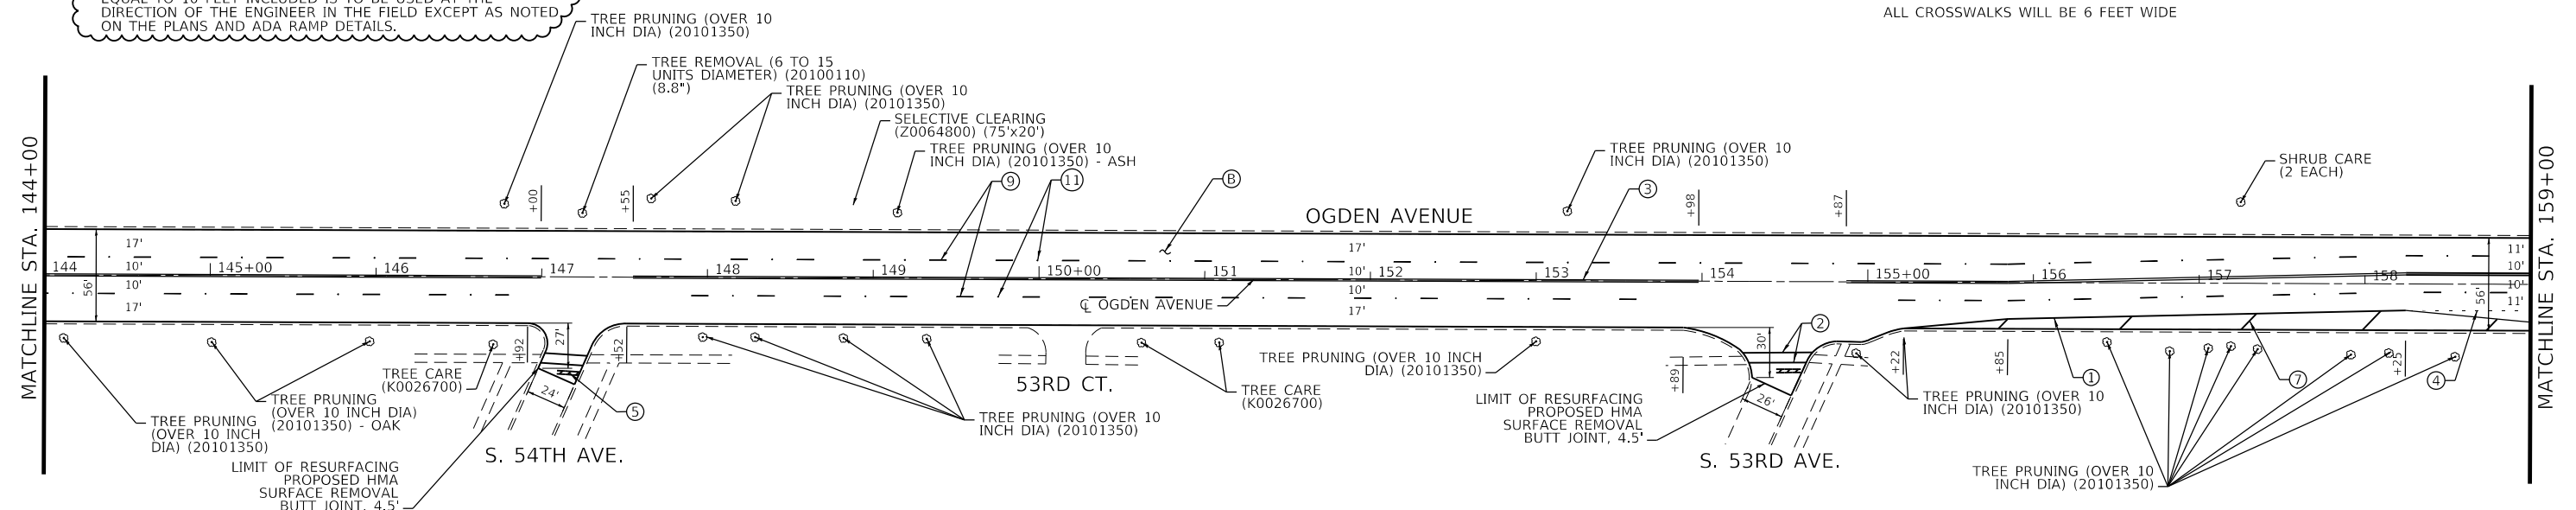 EQUAL TO 10 FEET INCLUDED IS TO BE USED AT THE
DIRECTION OF THE ENGINEER IN THE FIELD EXCEPT AS NOTED
ON THE PLANS AND ADA RAMP DETAILS.
ALL CROSSWALKS WILL BE 6 FEET WIDE
TREE PRUNING (OVER 10
INCH DIA) (20101350)
TREE REMOVAL (6 TO 15
UNITS DIAMETER) (20100110)
(8.8")
TREE PRUNING (OVER 10
INCH DIA) (20101350)
SELECTIVE CLEARING
(Z0064800) (75'x20')
TREE PRUNING (OVER 10
INCH DIA) (20101350) - ASH
9
11
B
TREE PRUNING (OVER 10
INCH DIA) (20101350)
3
SHRUB CARE
(2 EACH)
MATCHLINE STA. 144+00
+00
+55
OGDEN AVENUE
+98
+87
MATCHLINE STA. 159+00
17'
17'
11'
10'
10'
10'
144
145+00
146
147
148
149
150+00
151
152
153
154
155+00
156
157
158
56'
10'
10'
10'
56'
17'
17'
11'
℄ OGDEN AVENUE
+92
27'
+52
30'
2
+89
+22
+85
+25
TREE CARE
(K0026700)
24'
5
53RD CT.
TREE CARE
(K0026700)
TREE PRUNING (OVER 10 INCH
DIA) (20101350)
26'
1
7
4
TREE PRUNING
(OVER 10 INCH
DIA) (20101350)
TREE PRUNING
(OVER 10 INCH DIA)
(20101350) - OAK
TREE PRUNING (OVER 10
INCH DIA) (20101350)
LIMIT OF RESURFACING
PROPOSED HMA
SURFACE REMOVAL
BUTT JOINT, 4.5'
TREE PRUNING (OVER 10
INCH DIA) (20101350)
S. 54TH AVE.
S. 53RD AVE.
LIMIT OF RESURFACING
PROPOSED HMA
SURFACE REMOVAL
BUTT JOINT, 4.5'
TREE PRUNING (OVER 10
INCH DIA) (20101350)